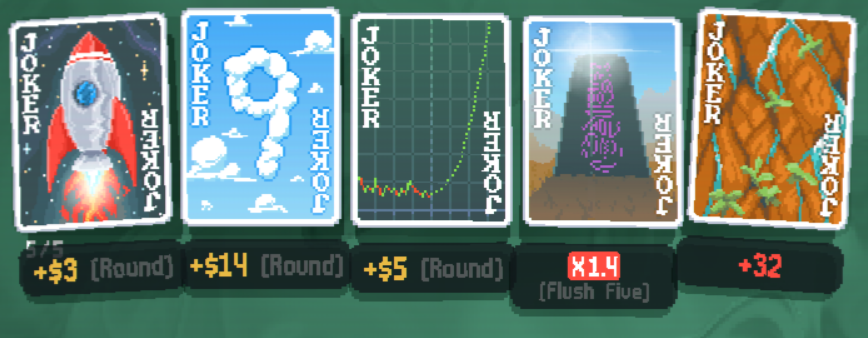 JOKER
JOKER
JOKER
JOKER
9
JOKER
JOKER
JOKER
JOKER
JOKER
JOKER
5/5
+$3 (Round)
+$14 (Round)
+$5 (Round)
X1.4
(Flush Five)
+32